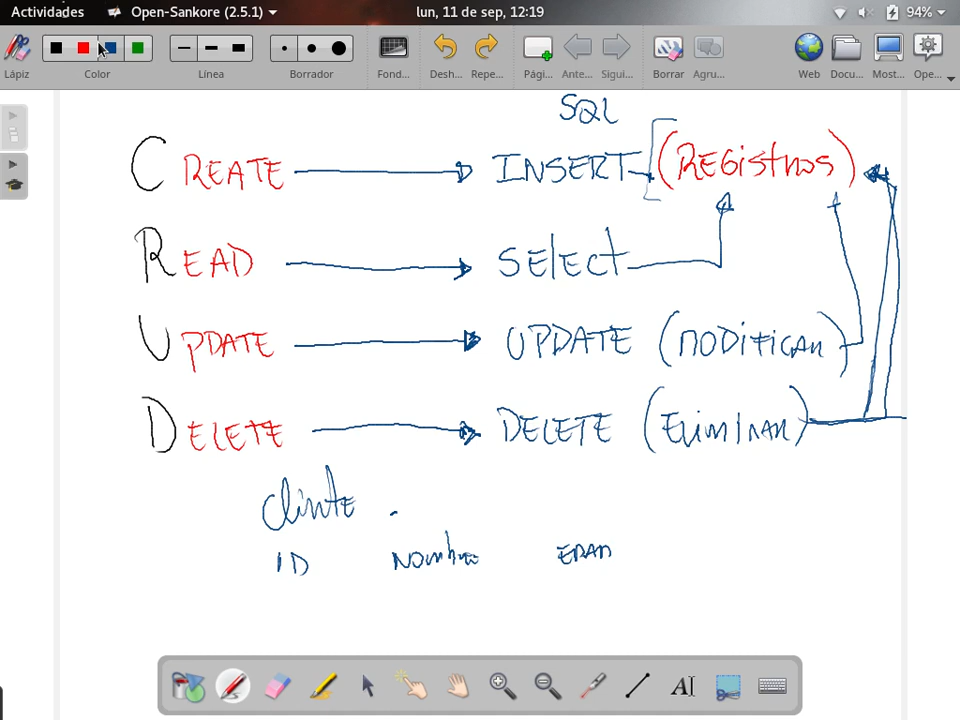 Actividades Open-Sankore (2.5.1) lun, 11 de sep, 12:19 94%
Lápiz Color Línea Borrador Fond... Desh... Repe... Pági... Ante... Sigui... Borrar Agru... Web Docu... Most... Ope...
SQL
CREATE INSERT (REGistros)
READ SElEct
UPDATE UPDATE (MODIFICAR)
DELETE DELETE (EliMINAR)
cliente
ID Nombre EDAD